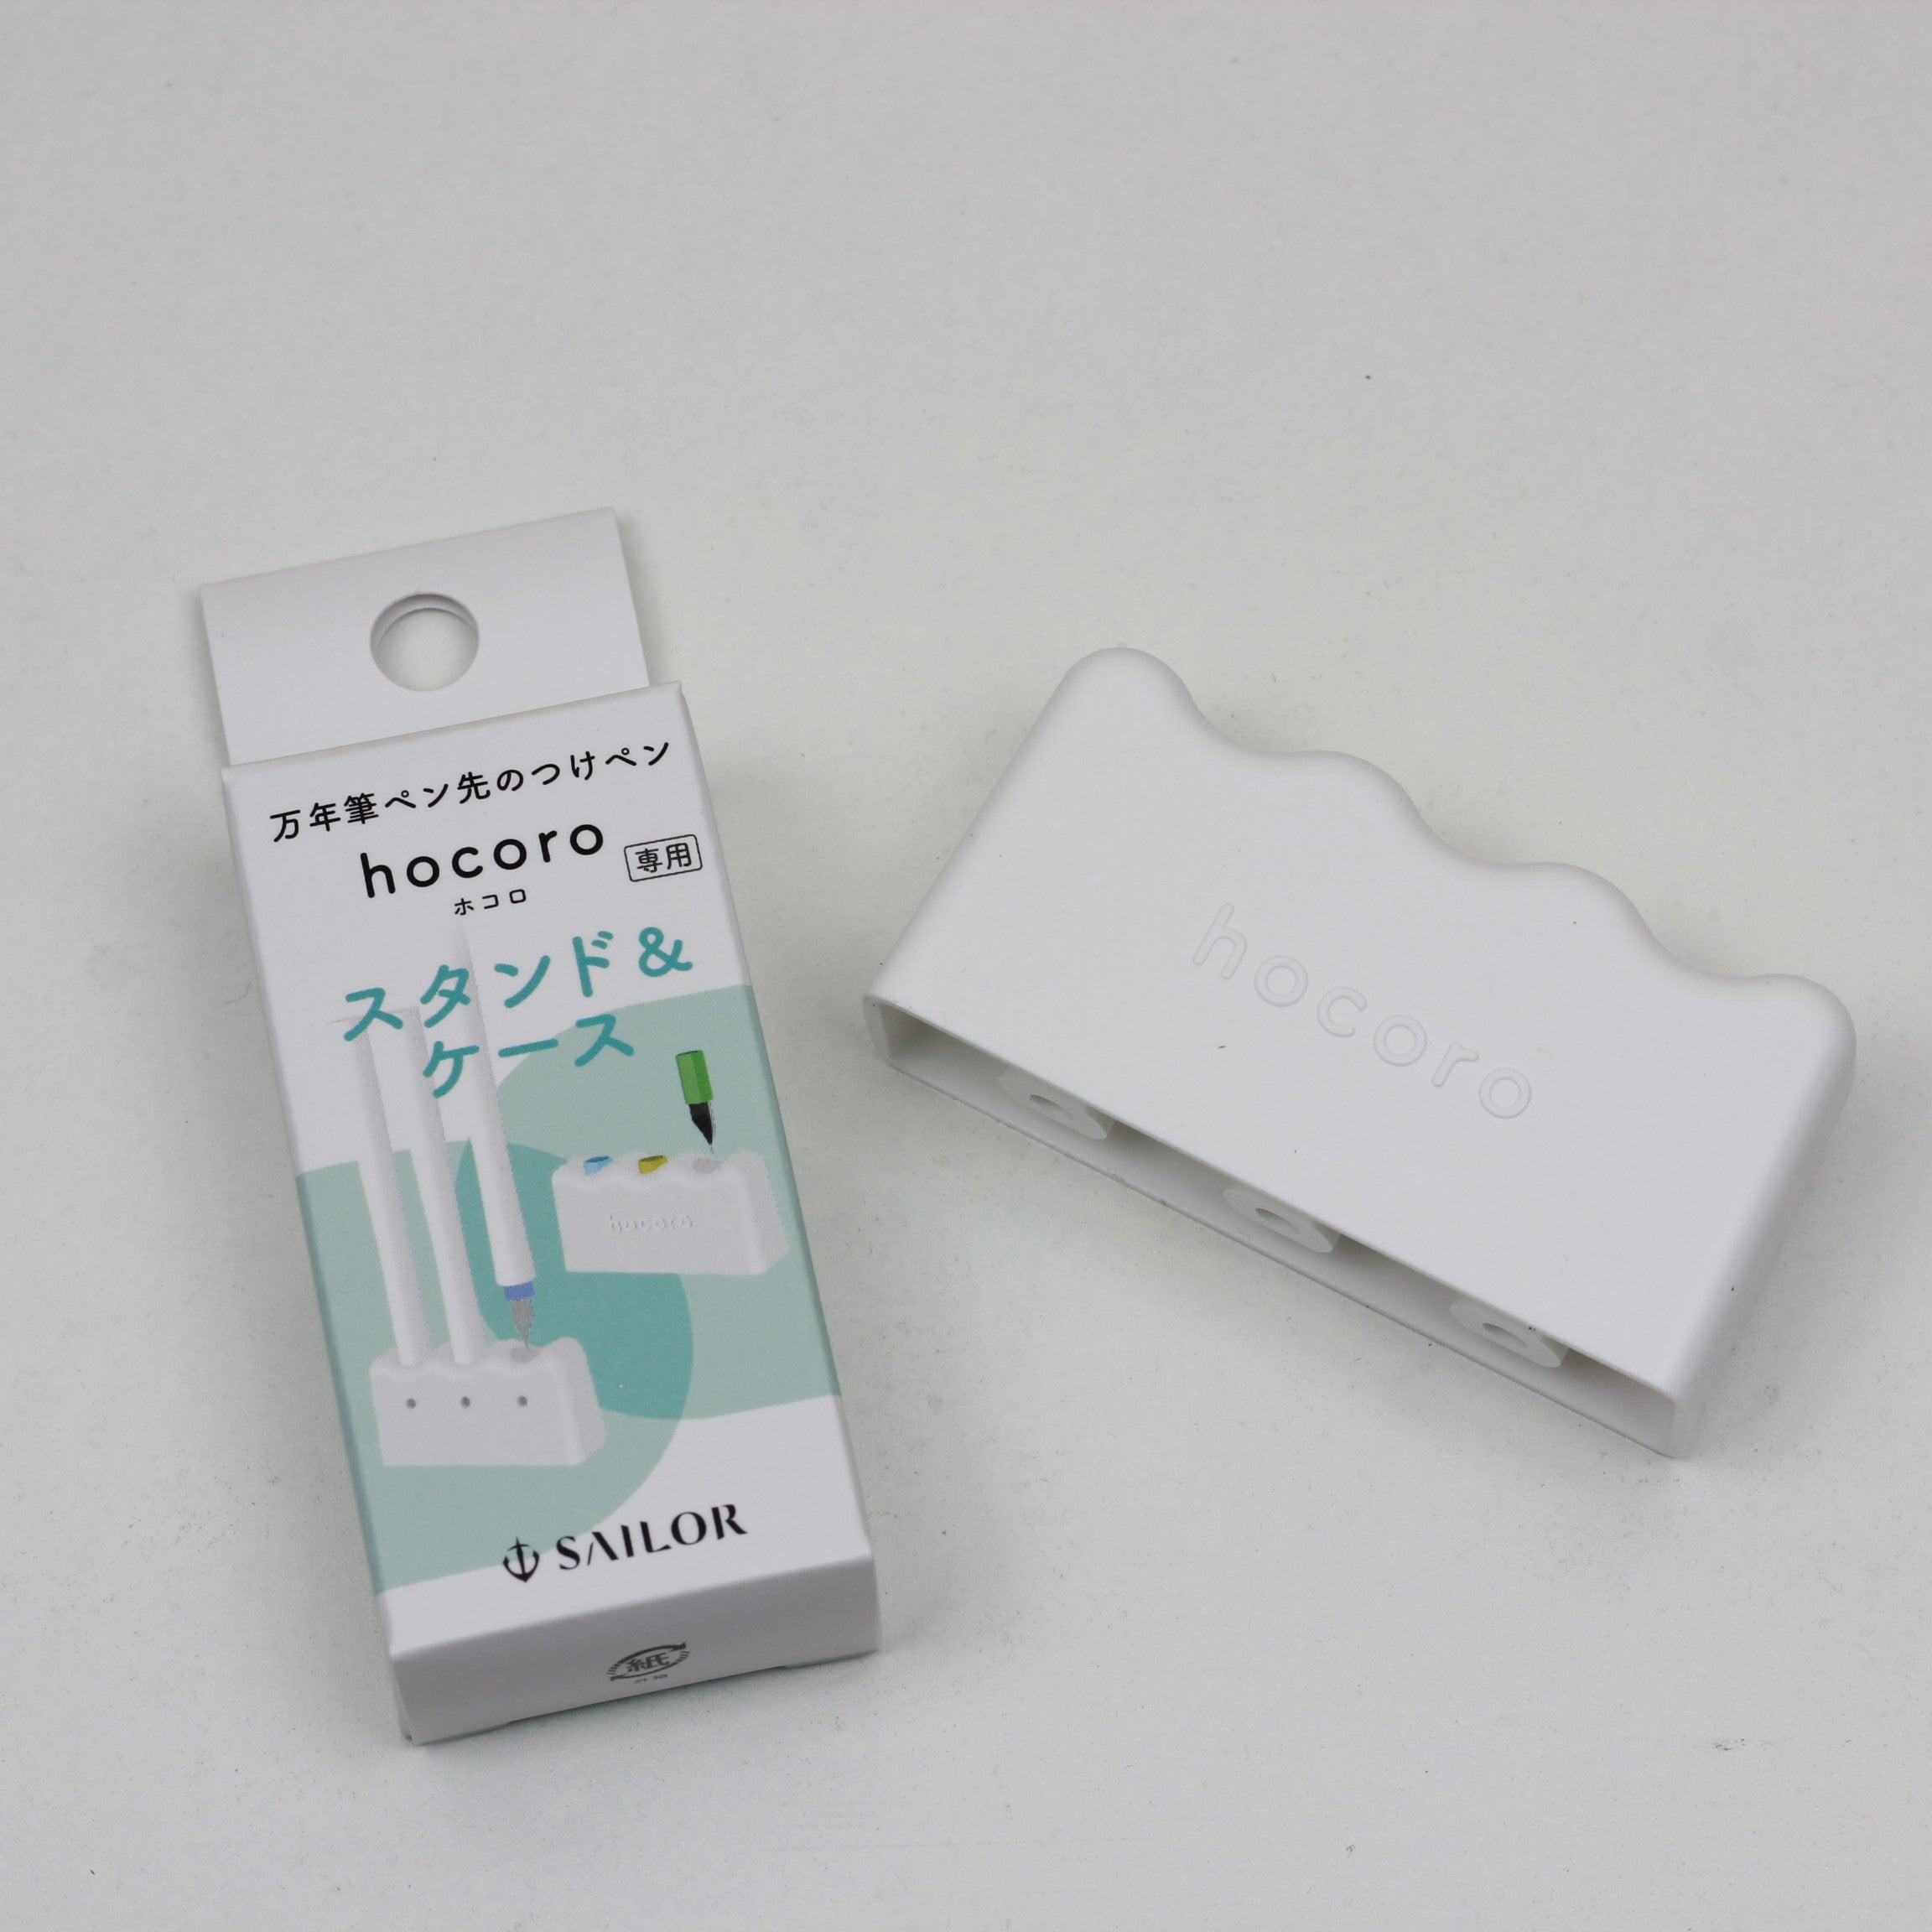 万年筆ペン先のつけペン
hocoro 専用
ホコロ
スタンド&
ケース
hocoro
SAILOR
紙
hocoro